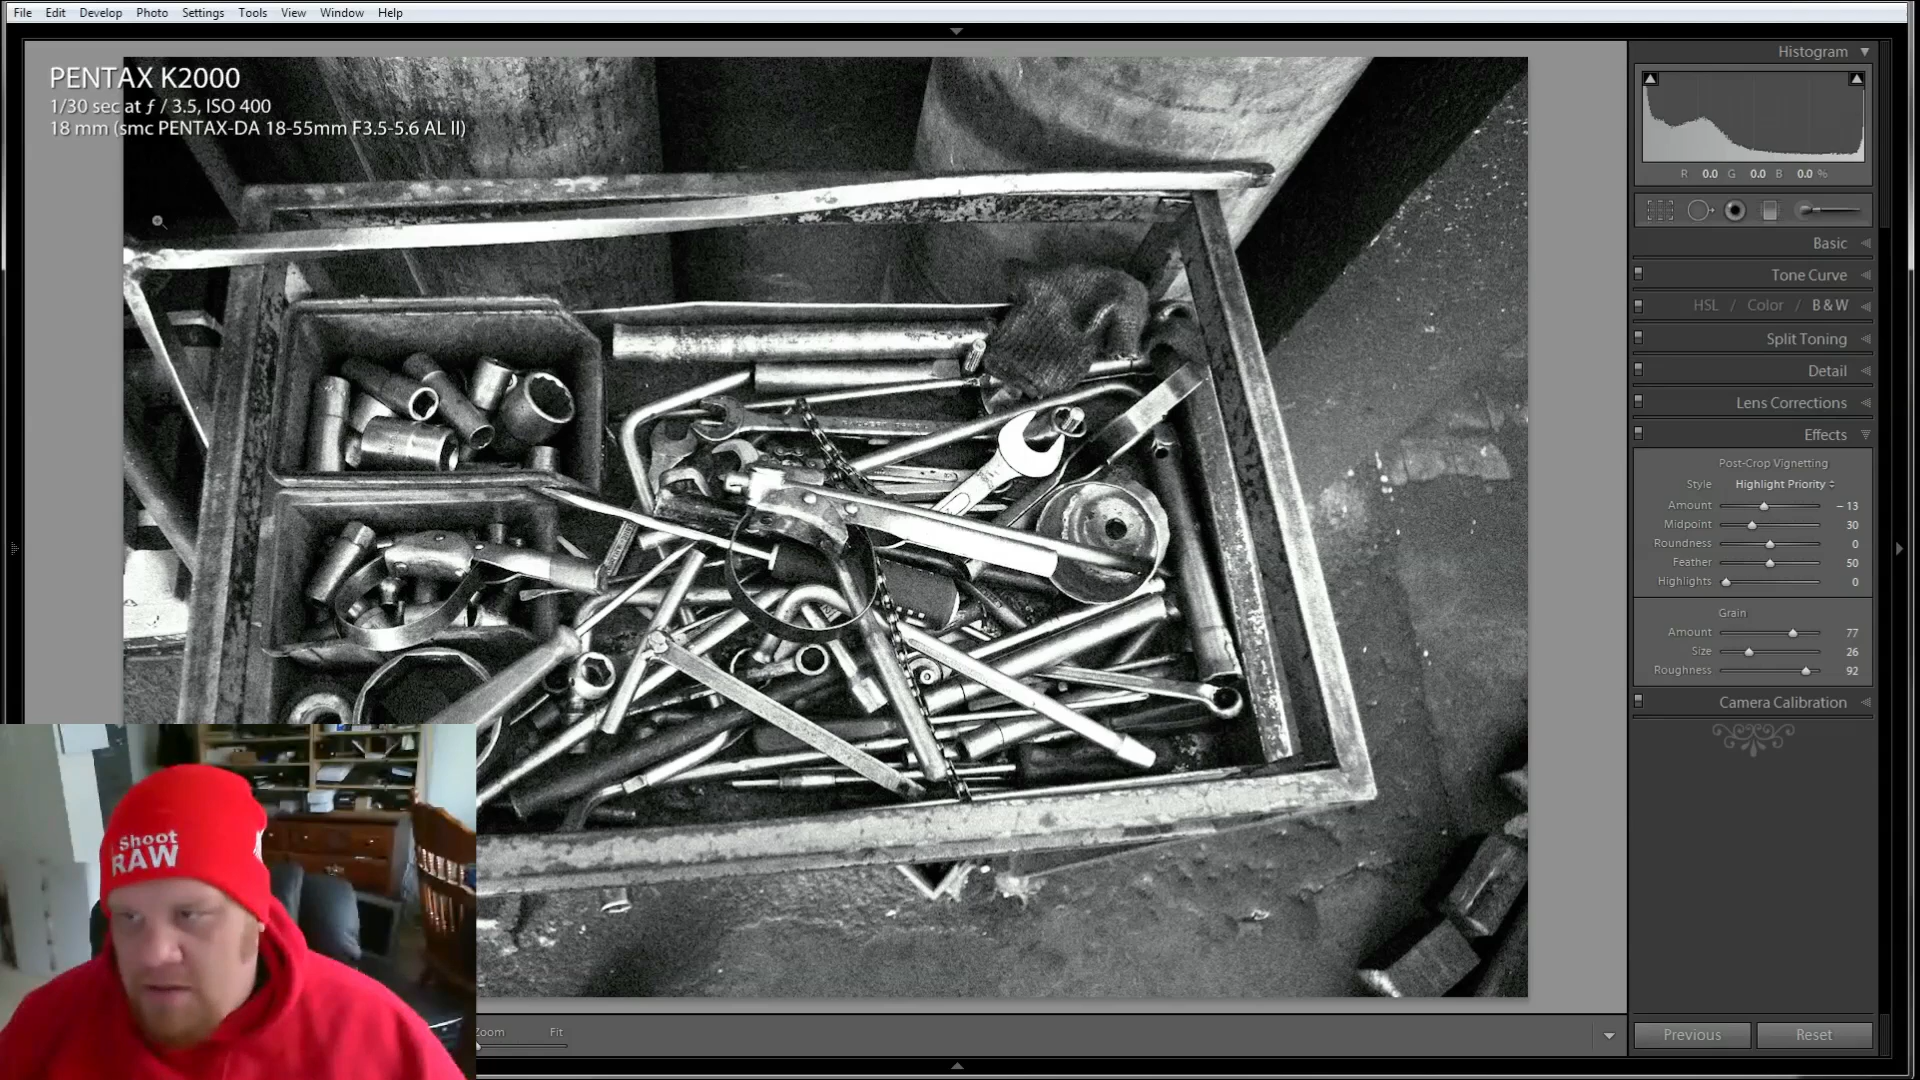 File Edit Develop Photo Settings Tools View Window Help
PENTAX K2000
1/30 sec at ƒ / 3.5, ISO 400
18 mm (smc PENTAX-DA 18-55mm F3.5-5.6 AL II)
Histogram
R 0.0 G 0.0 B 0.0 %
Basic
Tone Curve
HSL / Color / B & W
Split Toning
Detail
Lens Corrections
Effects
Post-Crop Vignetting
Style Highlight Priority
Amount – 13
Midpoint 30
Roundness 0
Feather 50
Highlights 0
Grain
Amount 77
Size 26
Roughness 92
Camera Calibration
Shoot
RAW
Zoom Fit
Previous Reset